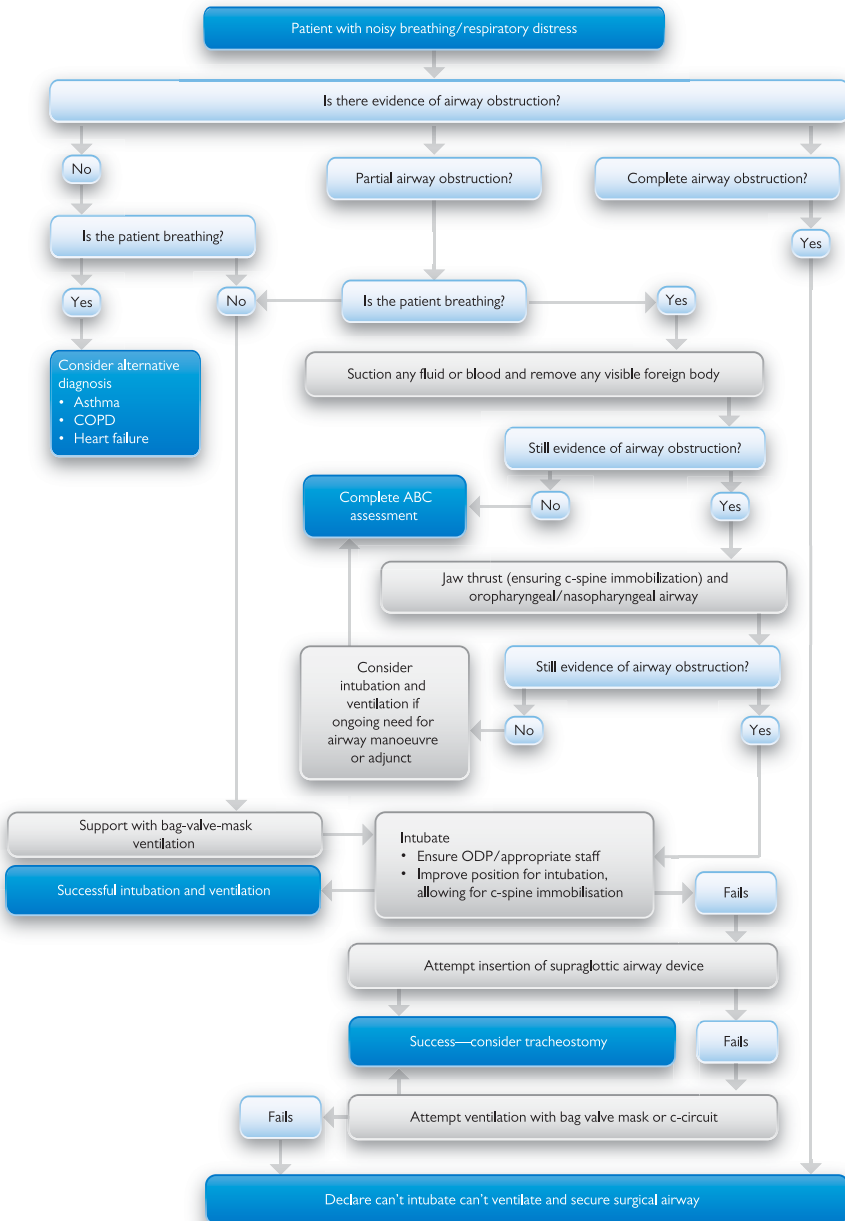 Patient with noisy breathing/respiratory distress
Is there evidence of airway obstruction?
No
Partial airway obstruction?
Complete airway obstruction?
Is the patient breathing?
Yes
Yes
No
Is the patient breathing?
Yes
Consider alternative
diagnosis
• Asthma
• COPD
• Heart failure
Suction any fluid or blood and remove any visible foreign body
Still evidence of airway obstruction?
Complete ABC
assessment
No
Yes
Jaw thrust (ensuring c-spine immobilization) and
oropharyngeal/nasopharyngeal airway
Consider
intubation and
ventilation if
ongoing need for
airway manoeuvre
or adjunct
Still evidence of airway obstruction?
No
Yes
Support with bag-valve-mask
ventilation
Intubate
• Ensure ODP/appropriate staff
• Improve position for intubation,
allowing for c-spine immobilisation
Successful intubation and ventilation
Fails
Attempt insertion of supraglottic airway device
Success—consider tracheostomy
Fails
Fails
Attempt ventilation with bag valve mask or c-circuit
Declare can't intubate can't ventilate and secure surgical airway